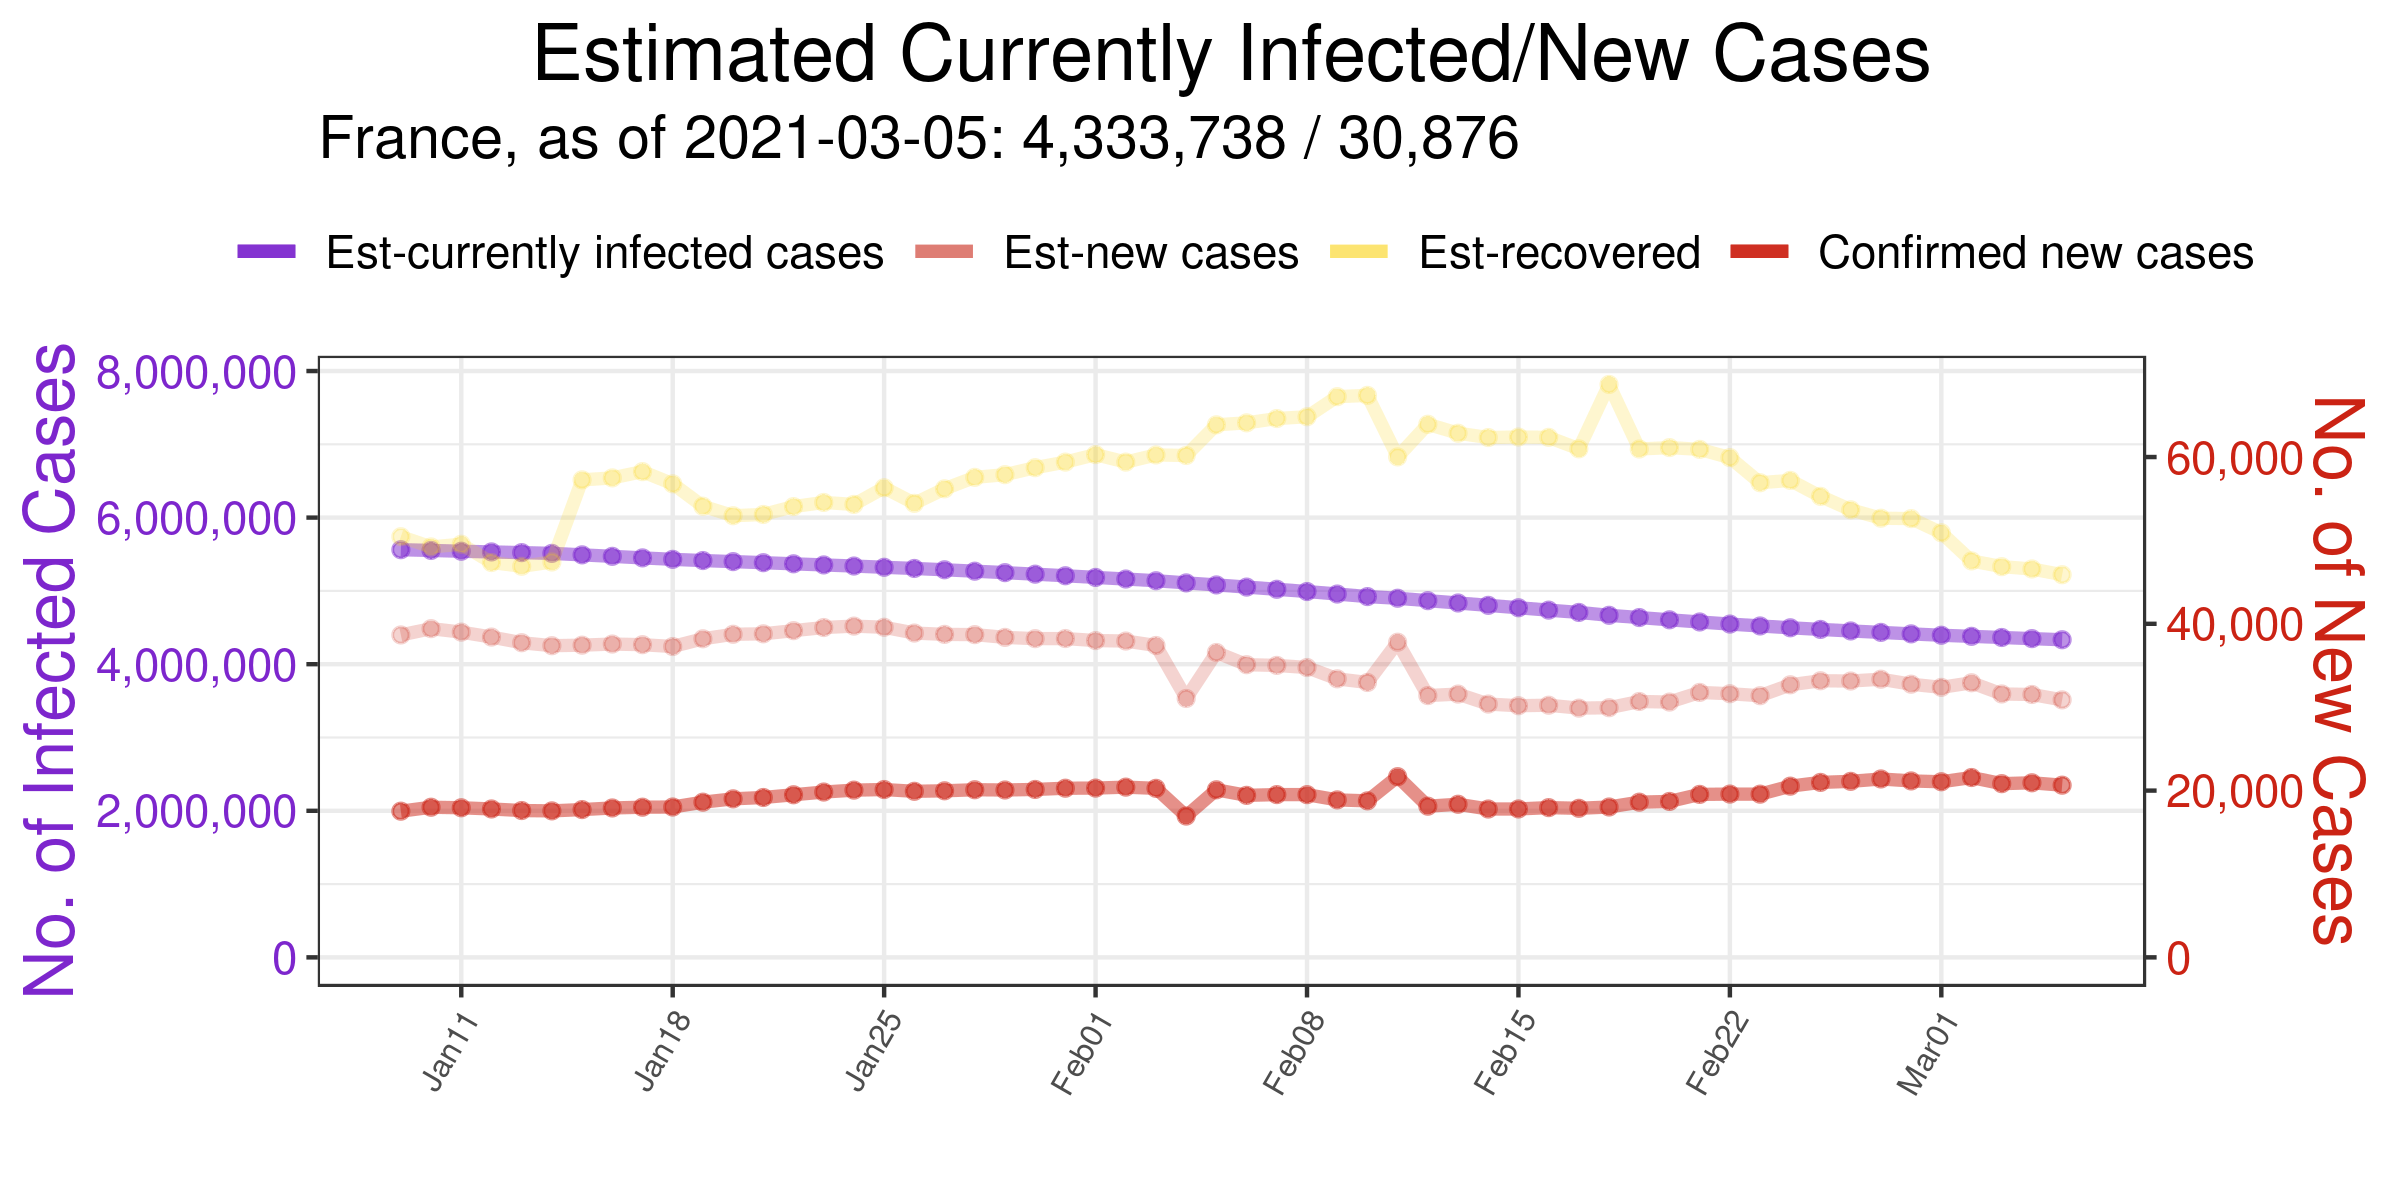 Estimated Currently Infected/New Cases
France, as of 2021-03-05: 4,333,738 / 30,876
Est-currently infected cases Est-new cases Est-recovered Confirmed new cases
No. of Infected Cases
8,000,000
6,000,000
4,000,000
2,000,000
0
60,000
40,000
20,000
0
No. of New Cases
Jan11 Jan18 Jan25 Feb01 Feb08 Feb15 Feb22 Mar01